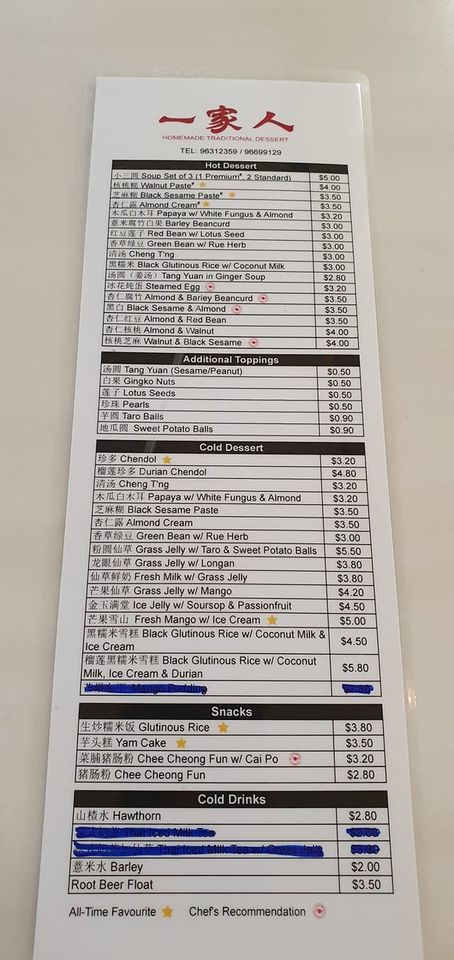 一家人
HOMEMADE TRADITIONAL DESSERT
TEL: 96312359 / 96699129
Hot Dessert
小三圆 Soup Set of 3 (1 Premium#, 2 Standard) $5.00
核桃糊 Walnut Paste# $4.00
芝麻糊 Black Sesame Paste# $3.50
杏仁露 Almond Cream# $3.50
木瓜白木耳 Papaya w/ White Fungus & Almond $3.20
薏米腐竹白果 Barley Beancurd $3.00
红豆莲子 Red Bean w/ Lotus Seed $3.00
香草绿豆 Green Bean w/ Rue Herb $3.00
清汤 Cheng T'ng $3.00
黑糯米 Black Glutinous Rice w/ Coconut Milk $3.00
汤圆（姜汤）Tang Yuan in Ginger Soup $2.80
冰花炖蛋 Steamed Egg $3.20
杏仁腐竹 Almond & Barley Beancurd $3.50
黑白 Black Sesame & Almond $3.50
杏仁红豆 Almond & Red Bean $3.50
杏仁核桃 Almond & Walnut $4.00
核桃芝麻 Walnut & Black Sesame $4.00
Additional Toppings
汤圆 Tang Yuan (Sesame/Peanut) $0.50
白果 Gingko Nuts $0.50
莲子 Lotus Seeds $0.50
珍珠 Pearls $0.50
芋圆 Taro Balls $0.90
地瓜圆 Sweet Potato Balls $0.90
Cold Dessert
珍多 Chendol $3.20
榴莲珍多 Durian Chendol $4.80
清汤 Cheng T'ng $3.20
木瓜白木耳 Papaya w/ White Fungus & Almond $3.20
芝麻糊 Black Sesame Paste $3.50
杏仁露 Almond Cream $3.50
香草绿豆 Green Bean w/ Rue Herb $3.00
粉圆仙草 Grass Jelly w/ Taro & Sweet Potato Balls $5.50
龙眼仙草 Grass Jelly w/ Longan $3.80
仙草鲜奶 Fresh Milk w/ Grass Jelly $3.80
芒果仙草 Grass Jelly w/ Mango $4.20
金玉满堂 Ice Jelly w/ Soursop & Passionfruit $4.50
芒果雪山 Fresh Mango w/ Ice Cream $5.00
黑糯米雪糕 Black Glutinous Rice w/ Coconut Milk &
Ice Cream $4.50
榴莲黑糯米雪糕 Black Glutinous Rice w/ Coconut
Milk, Ice Cream & Durian $5.80
Mango Pudding
Snacks
生炒糯米饭 Glutinous Rice $3.80
芋头糕 Yam Cake $3.50
菜脯猪肠粉 Chee Cheong Fun w/ Cai Po $3.20
猪肠粉 Chee Cheong Fun $2.80
Cold Drinks
山楂水 Hawthorn $2.80
Thai Iced Milk Tea
Thai Iced Milk Tea w/ Grass Jelly
薏米水 Barley $2.00
Root Beer Float $3.50
All-Time Favourite Chef's Recommendation